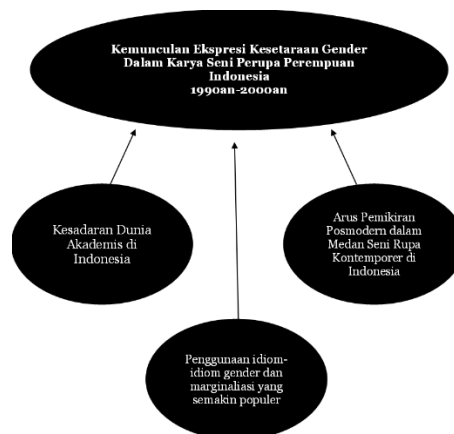 Kemunculan Ekspresi Kesetaraan Gender
Dalam Karya Seni Perupa Perempuan
Indonesia
1990an-2000an
Kesadaran Dunia
Akademis di
Indonesia
Arus Pemikiran
Posmodern dalam
Medan Seni Rupa
Kontemporer di
Indonesia
Penggunaan idiom-
idiom gender dan
marginaliasi yang
semakin populer